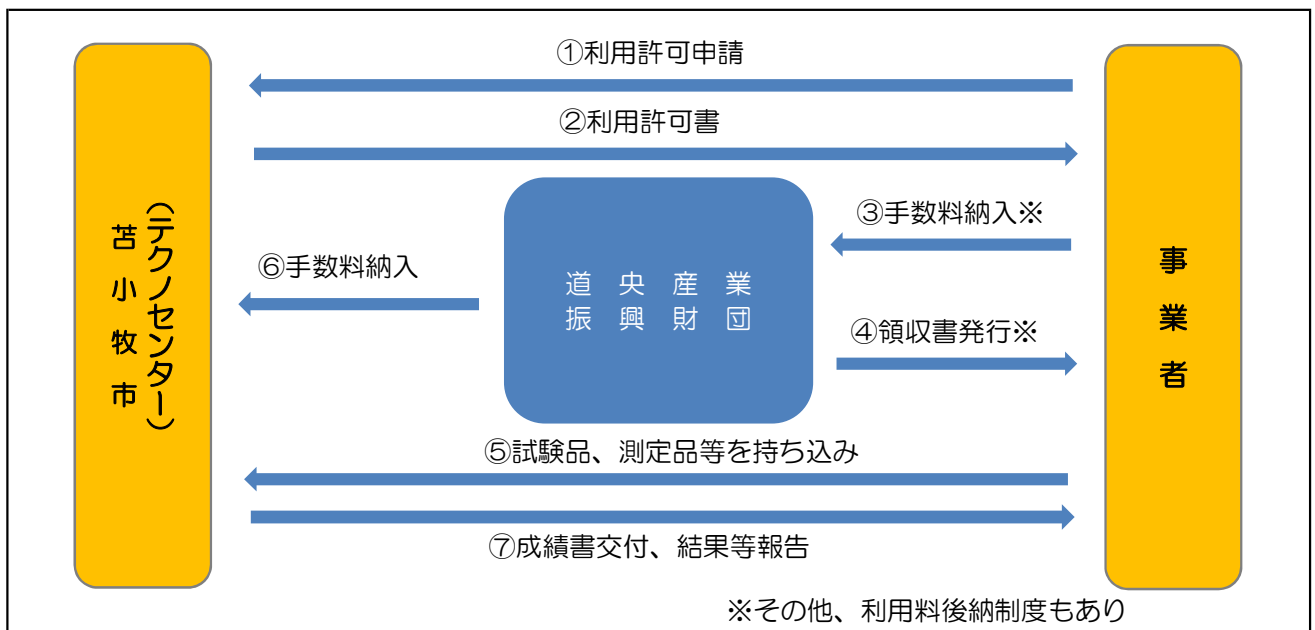 ①利用許可申請
②利用許可書
苫小牧市
（テクノセンター）
⑥手数料納入
道央産業
振興財団
③手数料納入※
④領収書発行※
事業者
⑤試験品、測定品等を持ち込み
⑦成績書交付、結果等報告
※その他、利用料後納制度もあり